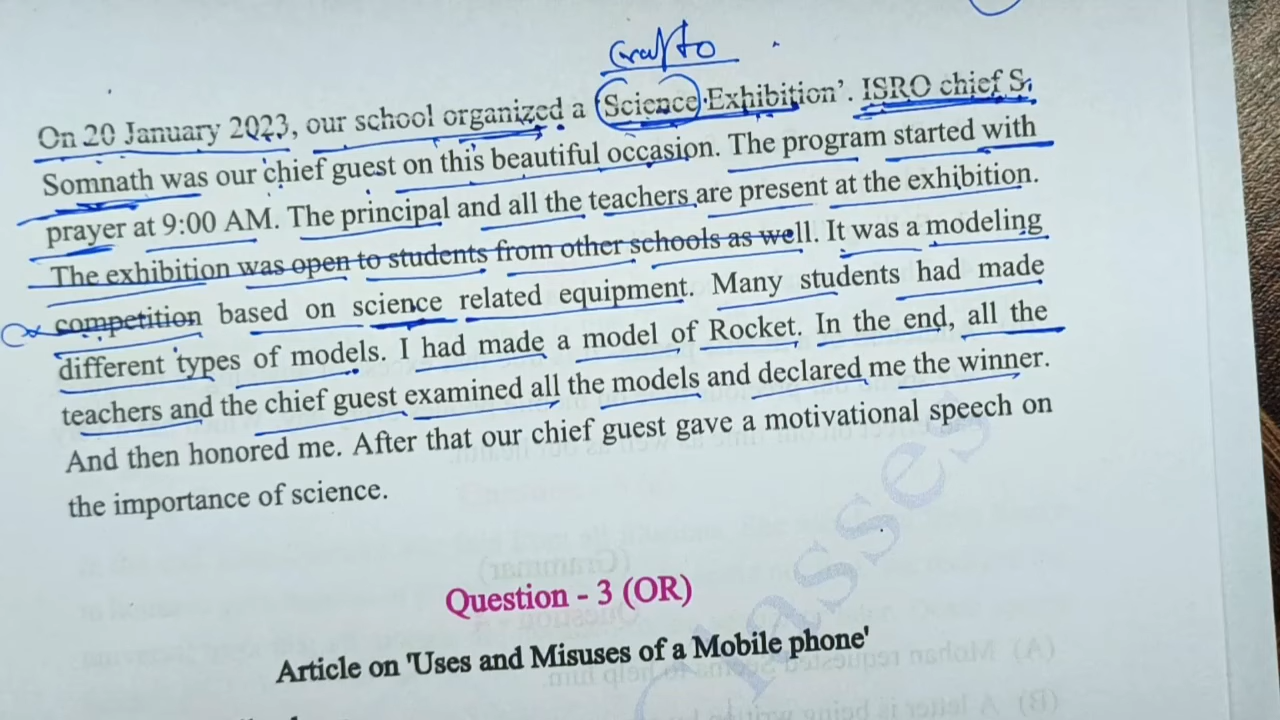 On 20 January 2023, our school organized a 'Science Exhibition'. ISRO chief S.
Somnath was our chief guest on this beautiful occasion. The program started with
prayer at 9:00 AM. The principal and all the teachers are present at the exhibition.
The exhibition was open to students from other schools as well. It was a modeling
competition based on science related equipment. Many students had made
different types of models. I had made a model of Rocket. In the end, all the
teachers and the chief guest examined all the models and declared me the winner.
And then honored me. After that our chief guest gave a motivational speech on
the importance of science.
Question - 3 (OR)
Article on 'Uses and Misuses of a Mobile phone'